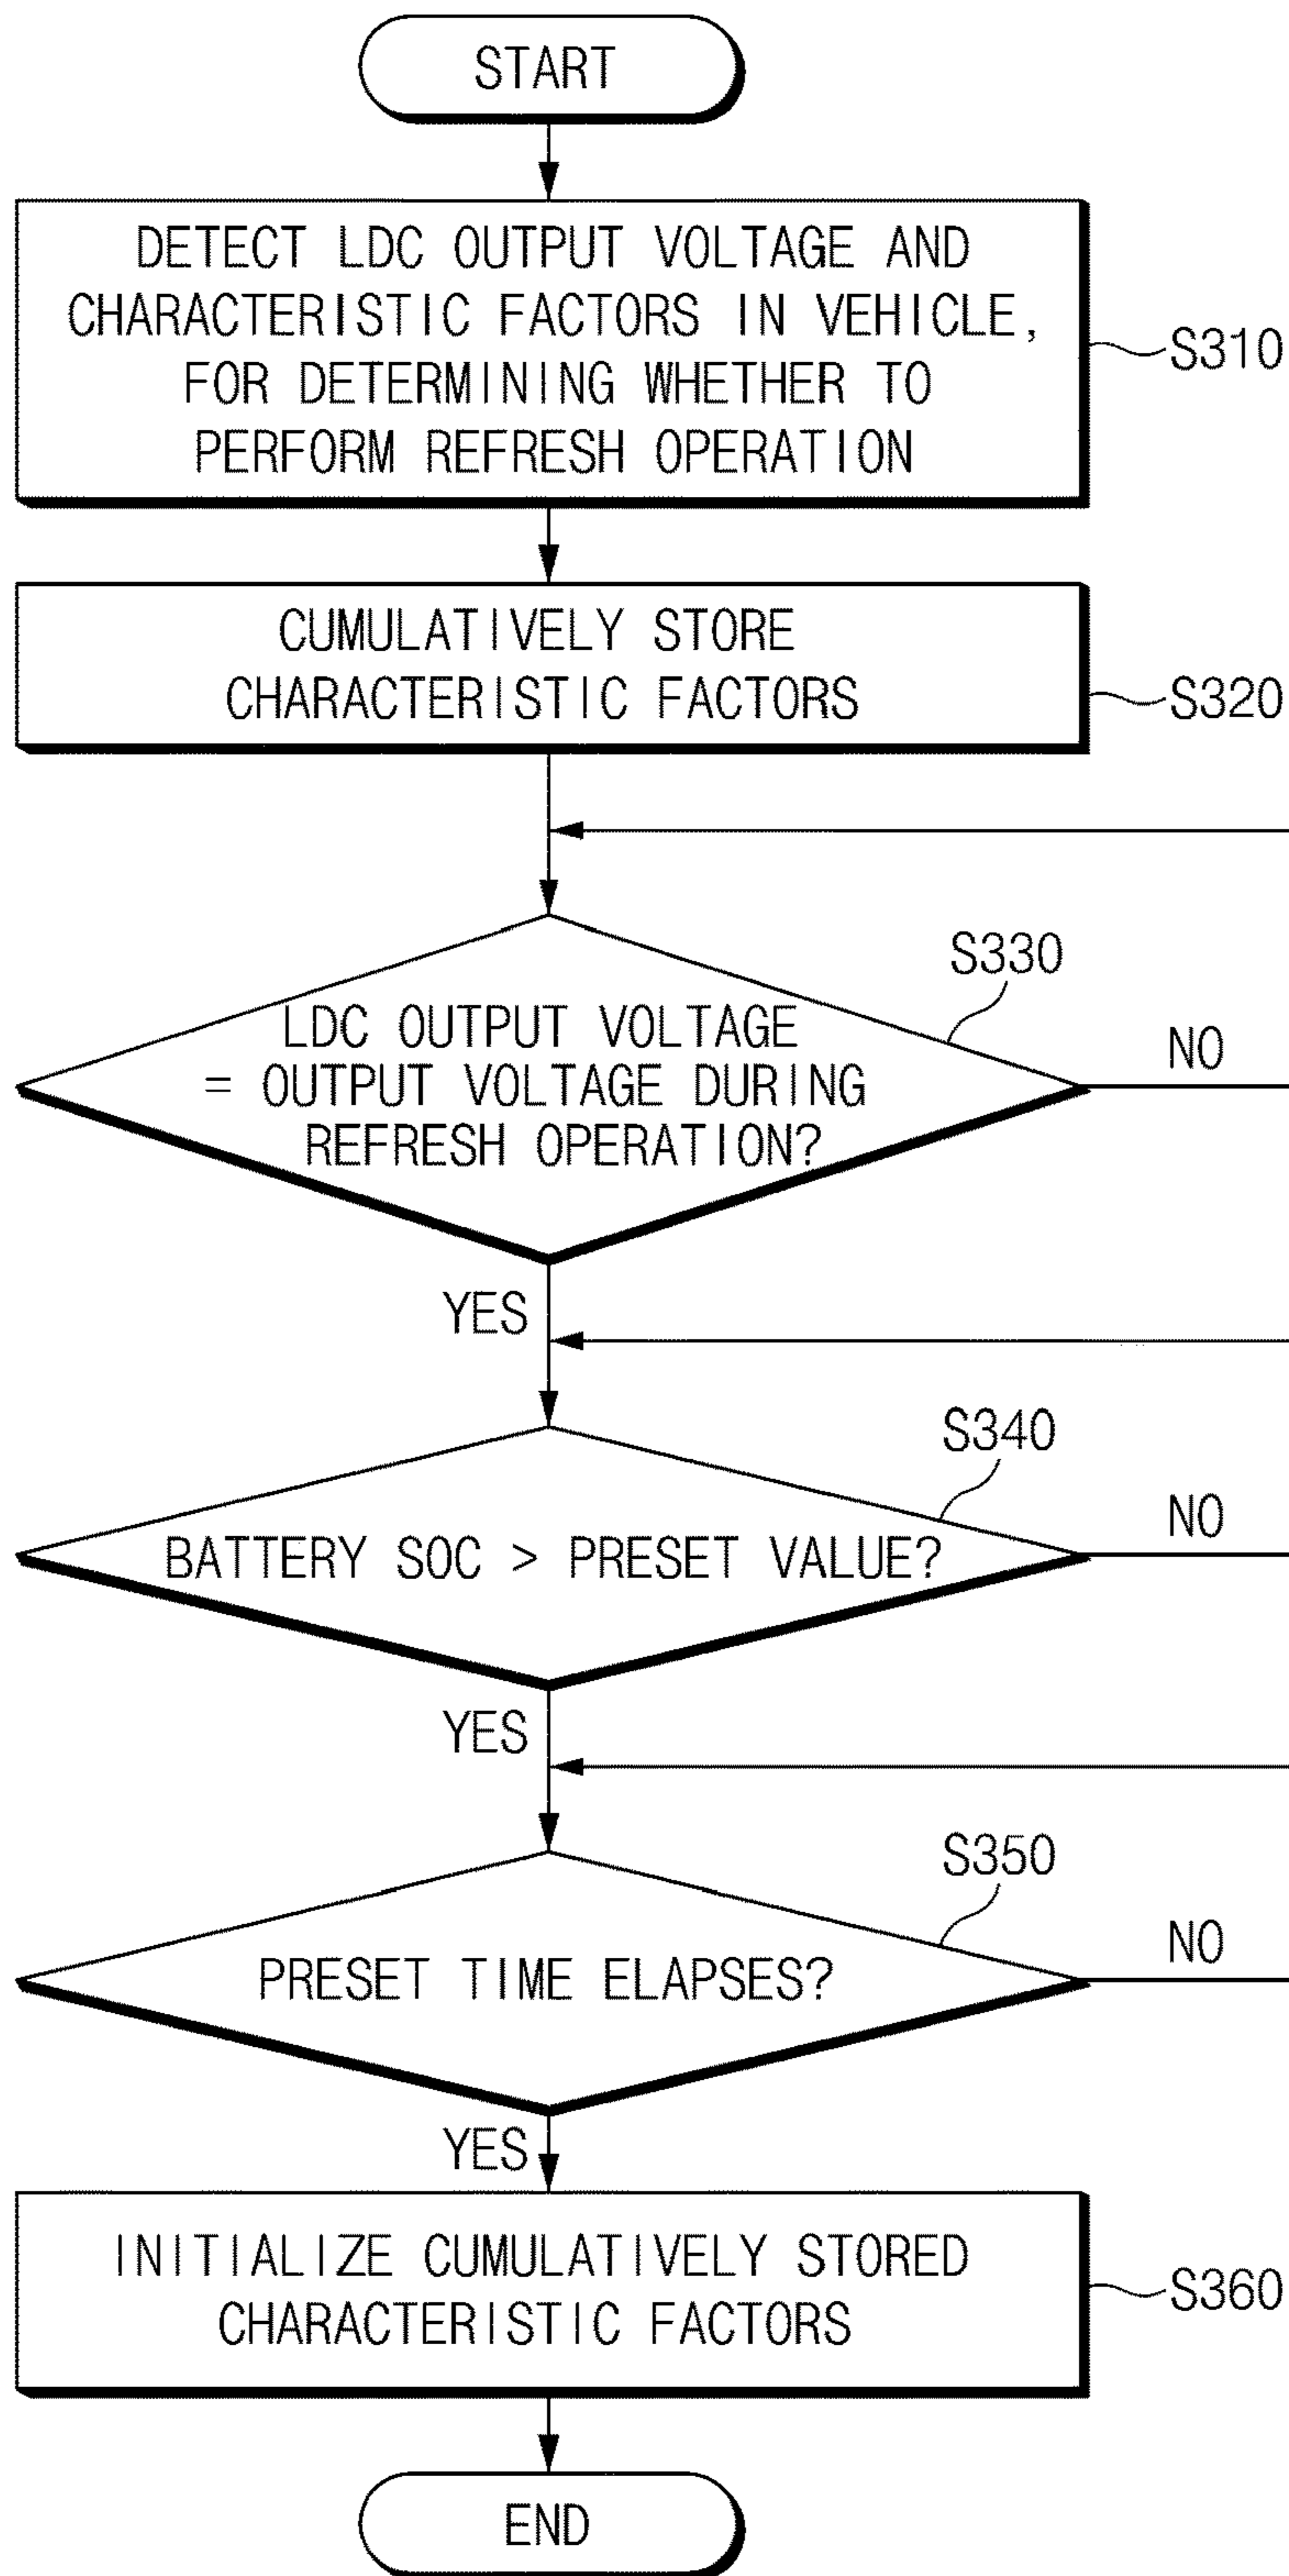 START
DETECT LDC OUTPUT VOLTAGE AND
CHARACTERISTIC FACTORS IN VEHICLE,
FOR DETERMINING WHETHER TO
PERFORM REFRESH OPERATION
S310
CUMULATIVELY STORE
CHARACTERISTIC FACTORS
S320
S330
LDC OUTPUT VOLTAGE
= OUTPUT VOLTAGE DURING
REFRESH OPERATION?
NO
YES
S340
BATTERY SOC > PRESET VALUE?
NO
YES
S350
PRESET TIME ELAPSES?
NO
YES
INITIALIZE CUMULATIVELY STORED
CHARACTERISTIC FACTORS
S360
END